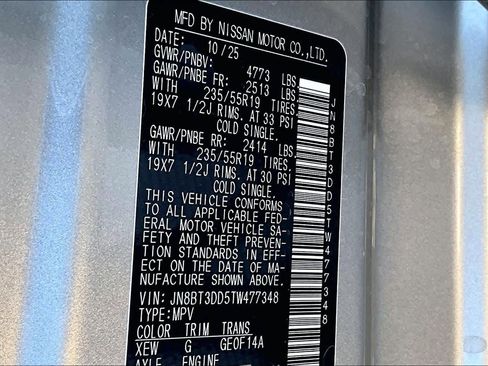 MFD BY NISSAN MOTOR CO.,LTD.
DATE: 10/25
GVWR/PNBV: 4773 LBS
GAWR/PNBE FR: 2513 LBS.
WITH 235/55R19 TIRES.
19X7 1/2J RIMS. AT 33 PSI
COLD SINGLE.
GAWR/PNBE RR: 2414 LBS.
WITH 235/55R19 TIRES.
19X7 1/2J RIMS. AT 30 PSI
COLD SINGLE.
THIS VEHICLE CONFORMS
TO ALL APPLICABLE FED-
ERAL MOTOR VEHICLE SA-
FETY AND THEFT PREVEN-
TION STANDARDS IN EFF-
ECT ON THE DATE OF MA-
NUFACTURE SHOWN ABOVE.
VIN: JN8BT3DD5TW477348
TYPE:MPV
COLOR TRIM TRANS
XEW G GEOF14A
AXLE ENGINE
JN8BT3DD5TW477348